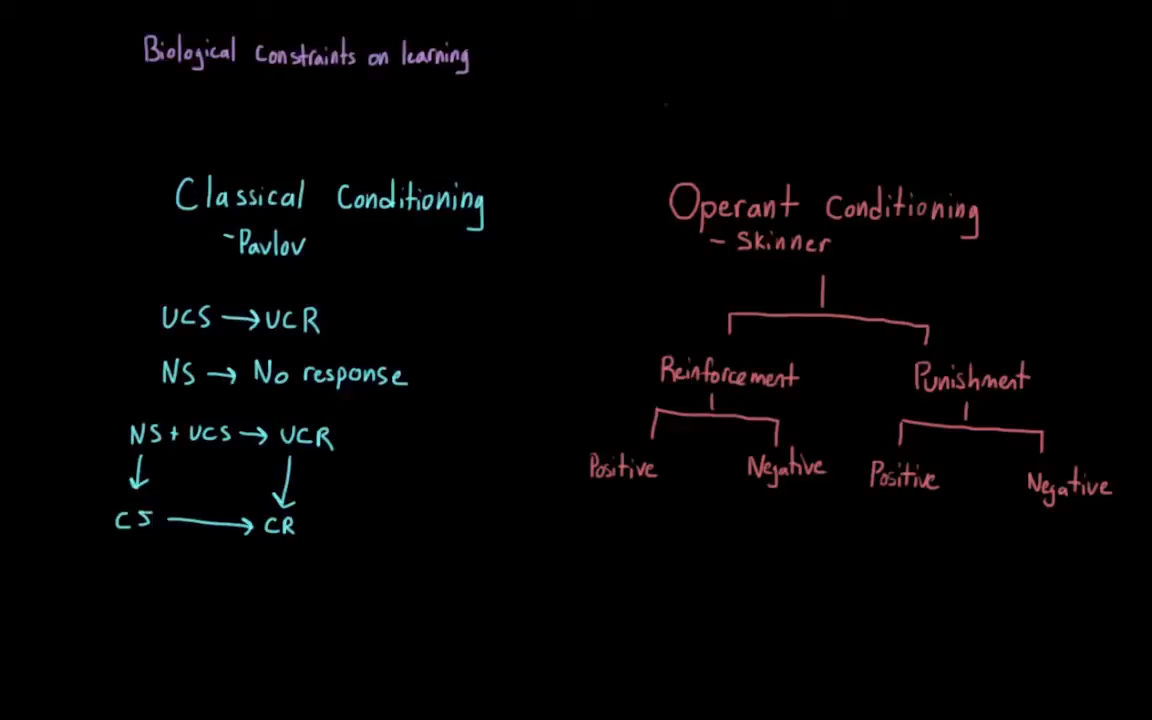 Biological Constraints on learning
Classical Conditioning
- Pavlov
UCS → UCR
NS → No response
NS + UCS → UCR
CS → CR
Operant Conditioning
- Skinner
Reinforcement Punishment
Positive Negative Positive Negative